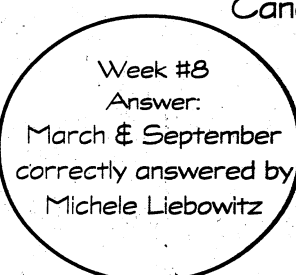 Week #8
Answer:
March & September
correctly answered by
Michele Liebowitz